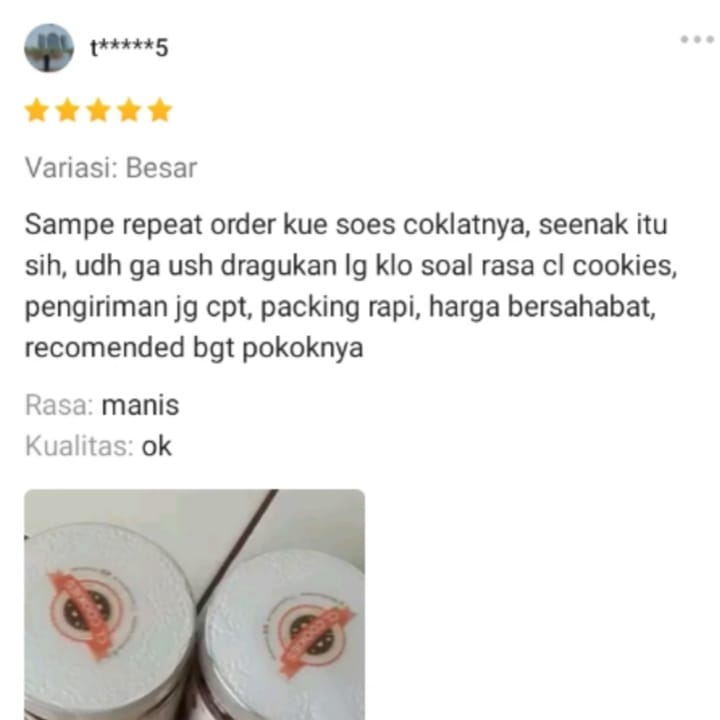 t*****5
Variasi: Besar
Sampe repeat order kue soes coklatnya, seenak itu
sih, udh ga ush dragukan lg klo soal rasa cl cookies,
pengiriman jg cpt, packing rapi, harga bersahabat,
recomended bgt pokoknya
Rasa: manis
Kualitas: ok